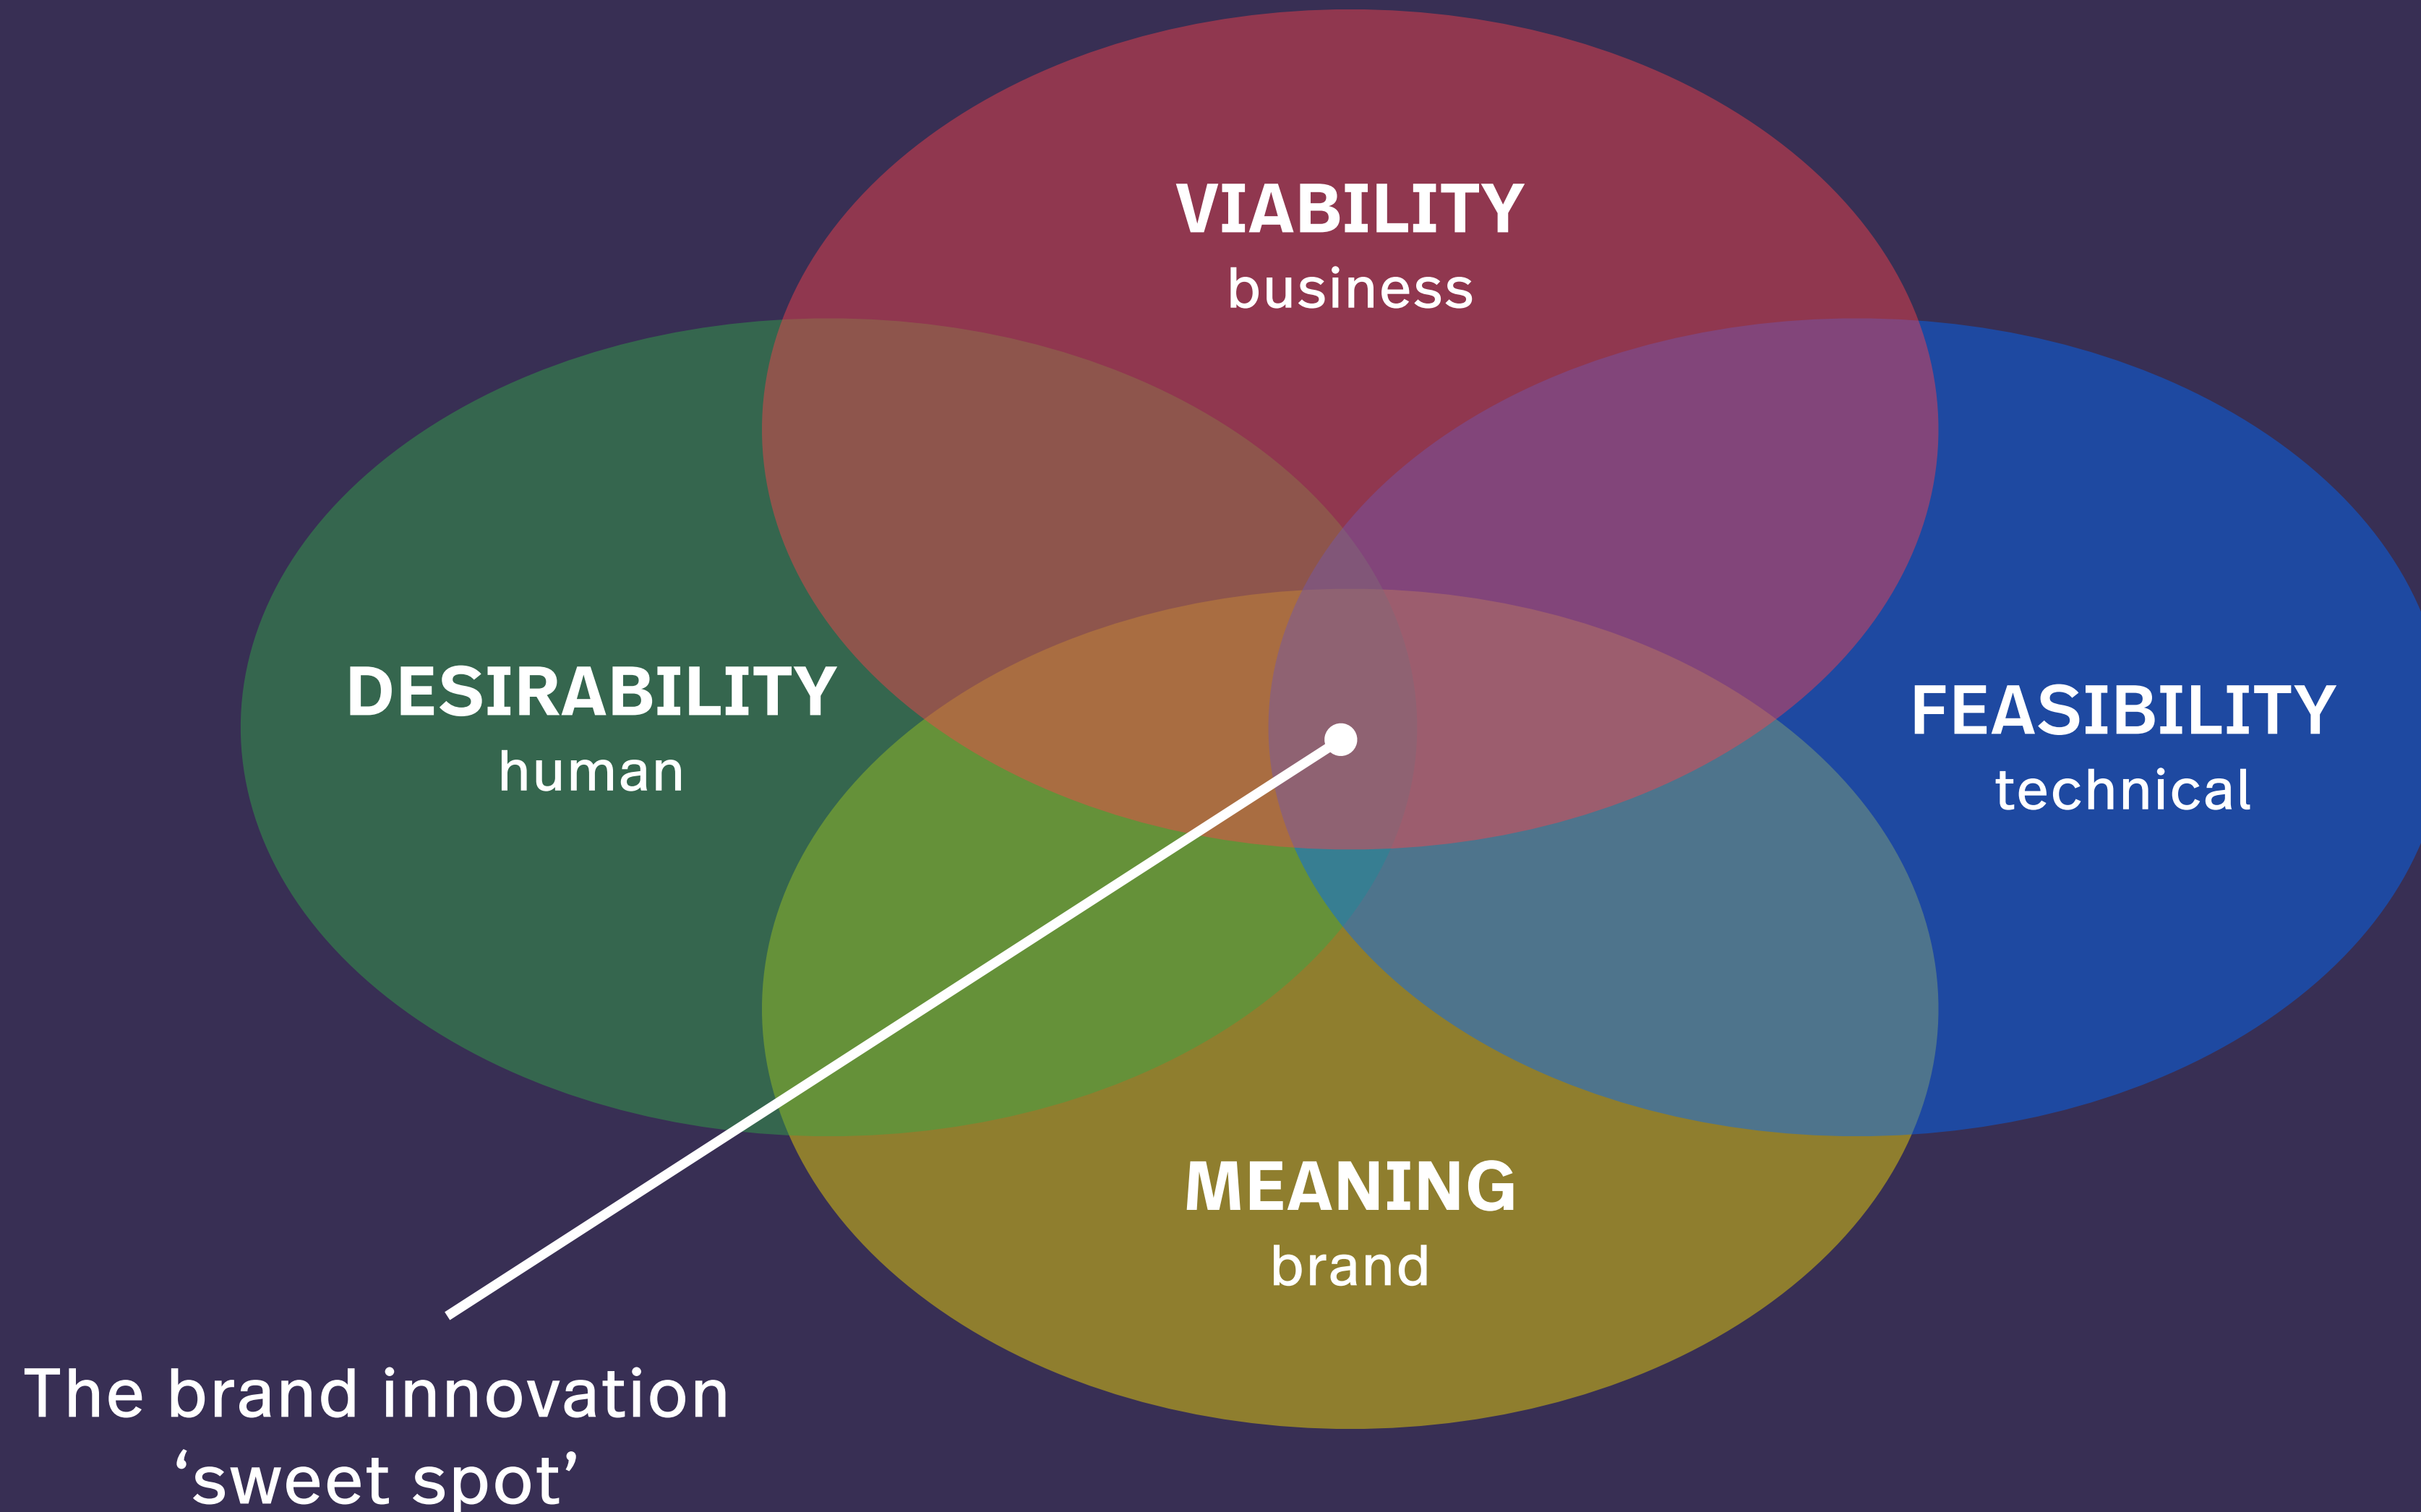 VIABILITY
business
DESIRABILITY
human
FEASIBILITY
technical
MEANING
brand
The brand innovation
‘sweet spot’